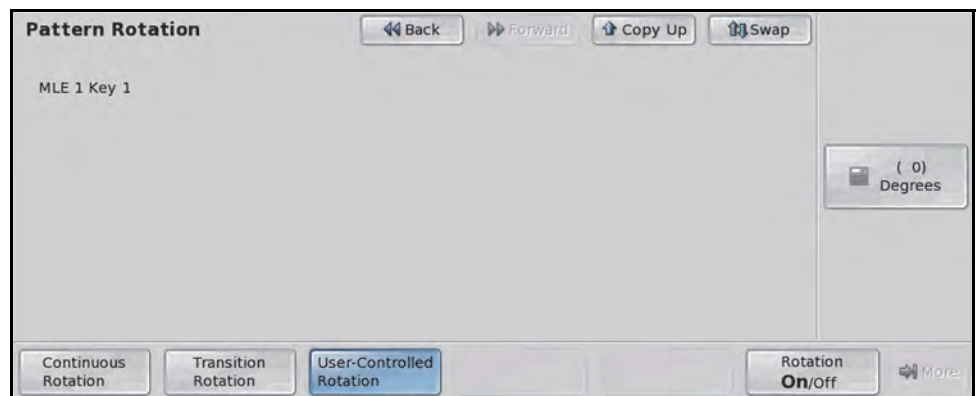 Pattern Rotation
Back
Forward
Copy Up
Swap
MLE 1 Key 1
( 0)
Degrees
Continuous
Rotation
Transition
Rotation
User-Controlled
Rotation
Rotation
On/Off
More